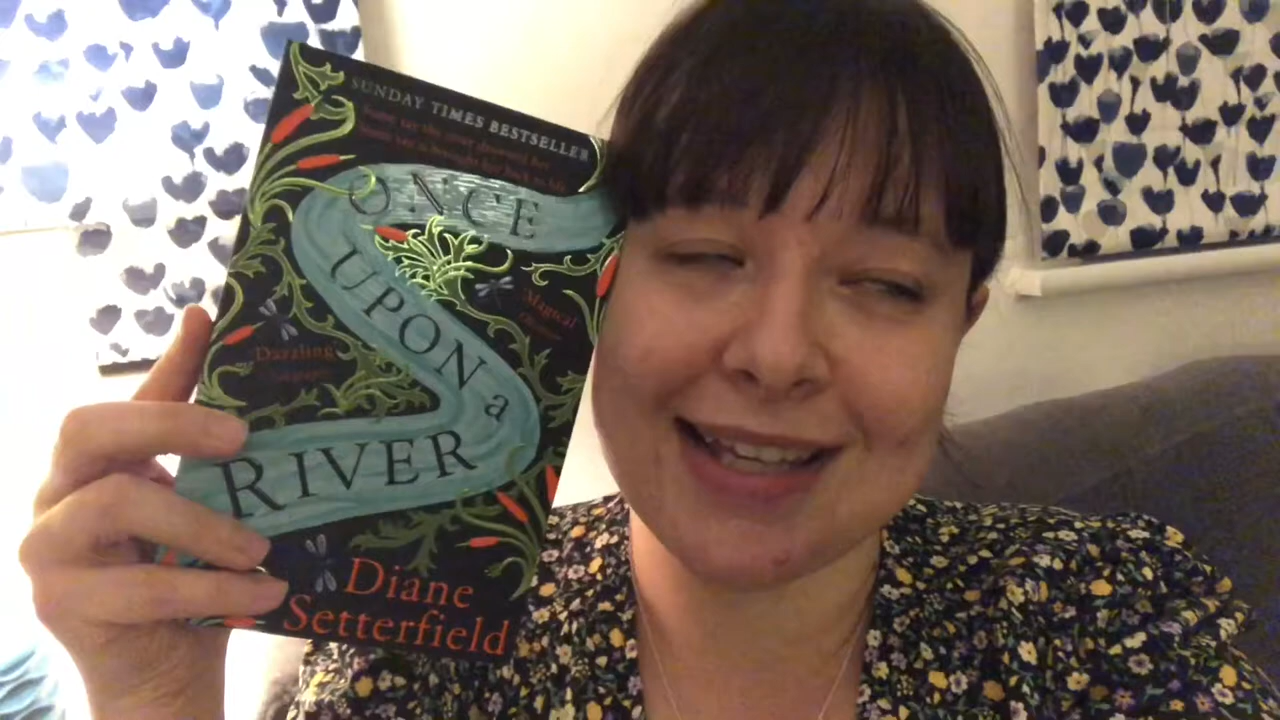 SUNDAY TIMES BESTSELLER
ONCE
UPON
a
RIVER
Magical
Dazzling
Diane
Setterfield